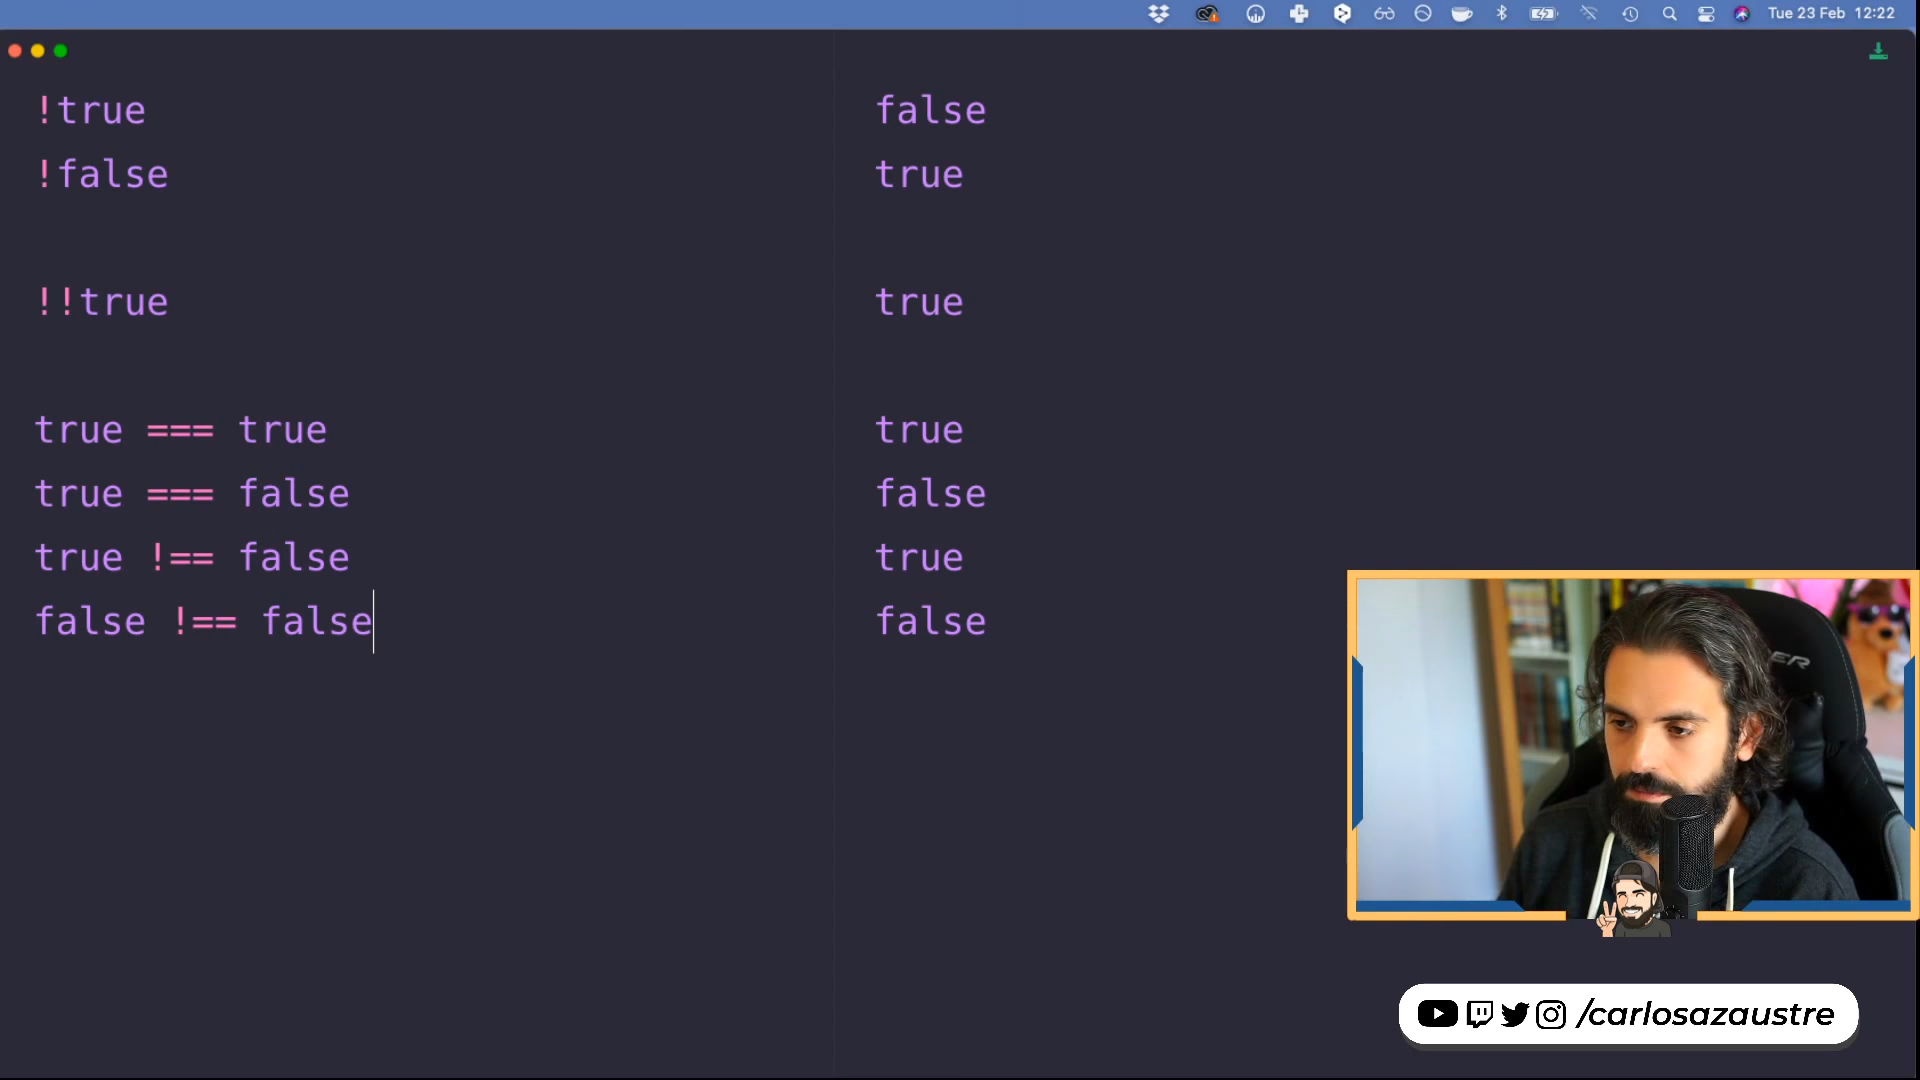 Tue 23 Feb 12:22
!true
false
!false
true
!!true
true
true === true
true
true === false
false
true !== false
true
false !== false
false
/carlosazaustre